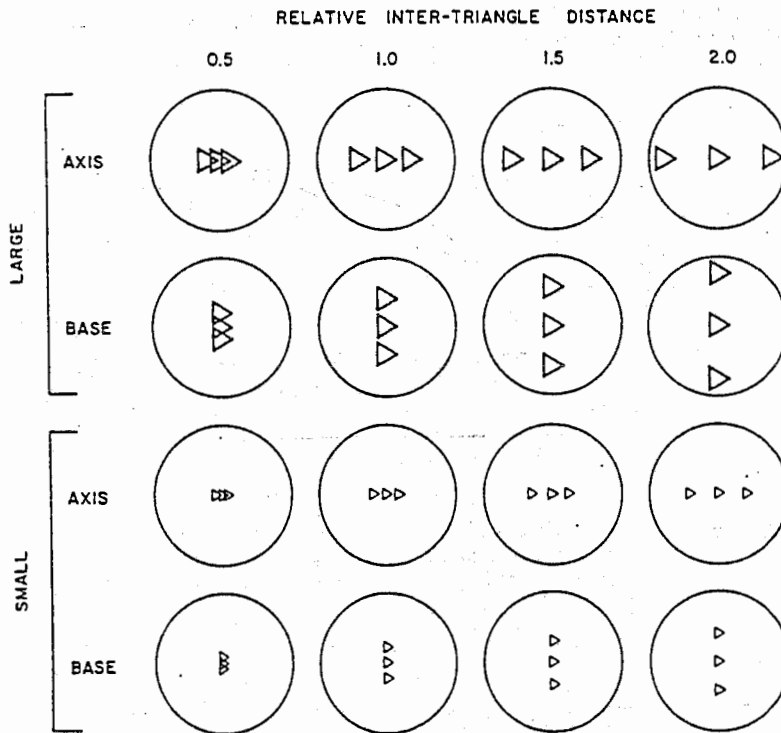 RELATIVE INTER-TRIANGLE DISTANCE
0.5 1.0 1.5 2.0
LARGE
AXIS
BASE
SMALL
AXIS
BASE